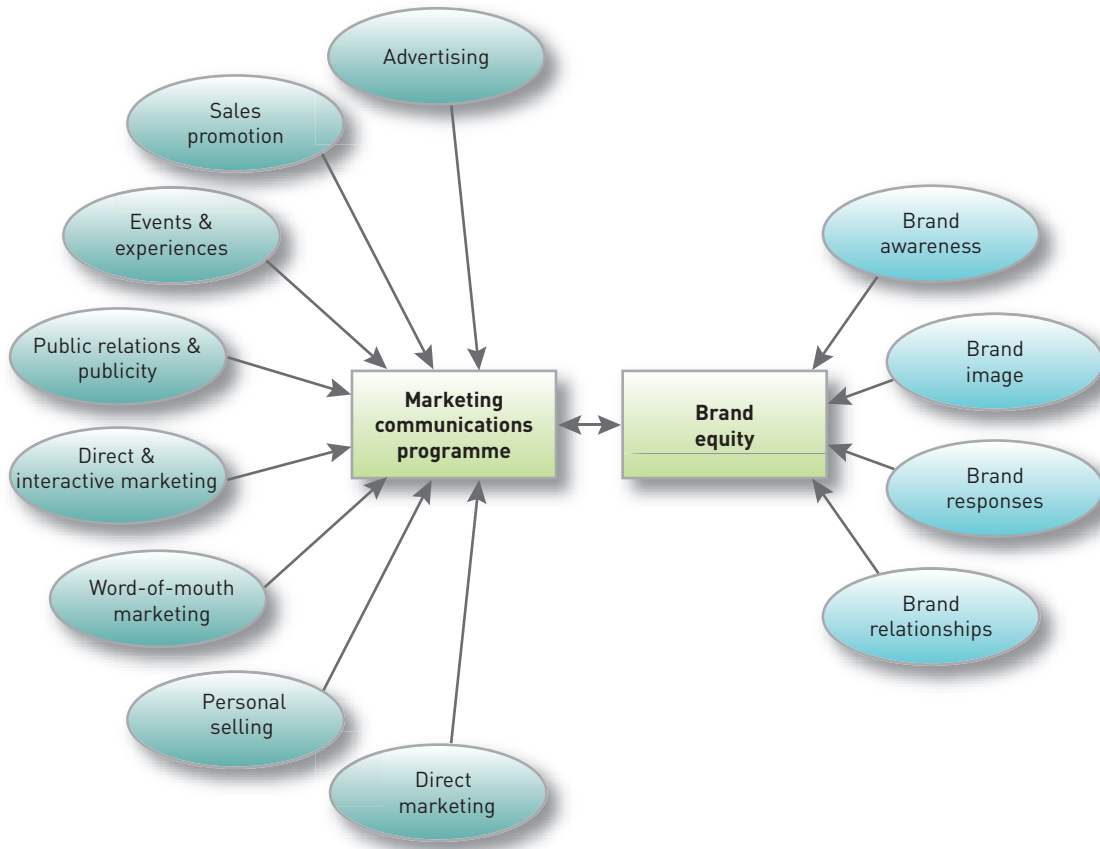 Advertising
Sales
promotion
Events &
experiences
Public relations &
publicity
Direct &
interactive marketing
Word-of-mouth
marketing
Personal
selling
Direct
marketing
Marketing
communications
programme
Brand
equity
Brand
awareness
Brand
image
Brand
responses
Brand
relationships